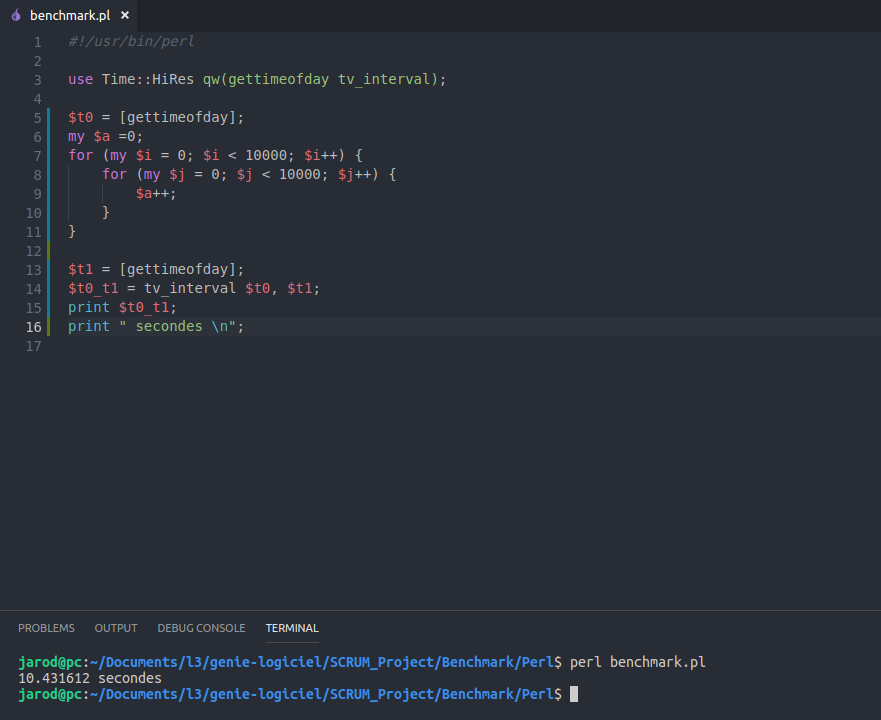 benchmark.pl ×
1 #!/usr/bin/perl
2
3 use Time::HiRes qw(gettimeofday tv_interval);
4
5 $t0 = [gettimeofday];
6 my $a =0;
7 for (my $i = 0; $i < 10000; $i++) {
8     for (my $j = 0; $j < 10000; $j++) {
9         $a++;
10     }
11 }
12
13 $t1 = [gettimeofday];
14 $t0_t1 = tv_interval $t0, $t1;
15 print $t0_t1;
16 print " secondes \n";
17
PROBLEMS OUTPUT DEBUG CONSOLE TERMINAL
jarod@pc:~/Documents/l3/genie-logiciel/SCRUM_Project/Benchmark/Perl$ perl benchmark.pl
10.431612 secondes
jarod@pc:~/Documents/l3/genie-logiciel/SCRUM_Project/Benchmark/Perl$